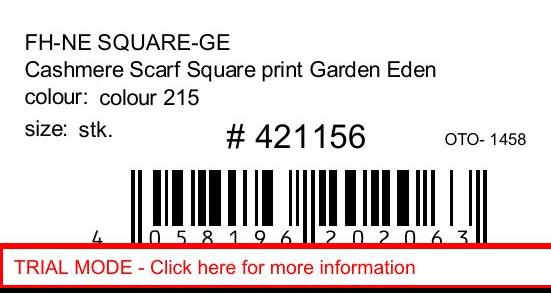 FH-NE SQUARE-GE
Cashmere Scarf Square print Garden Eden
colour: colour 215
size: stk. # 421156 OTO- 1458
4 058196 202063
TRIAL MODE - Click here for more information